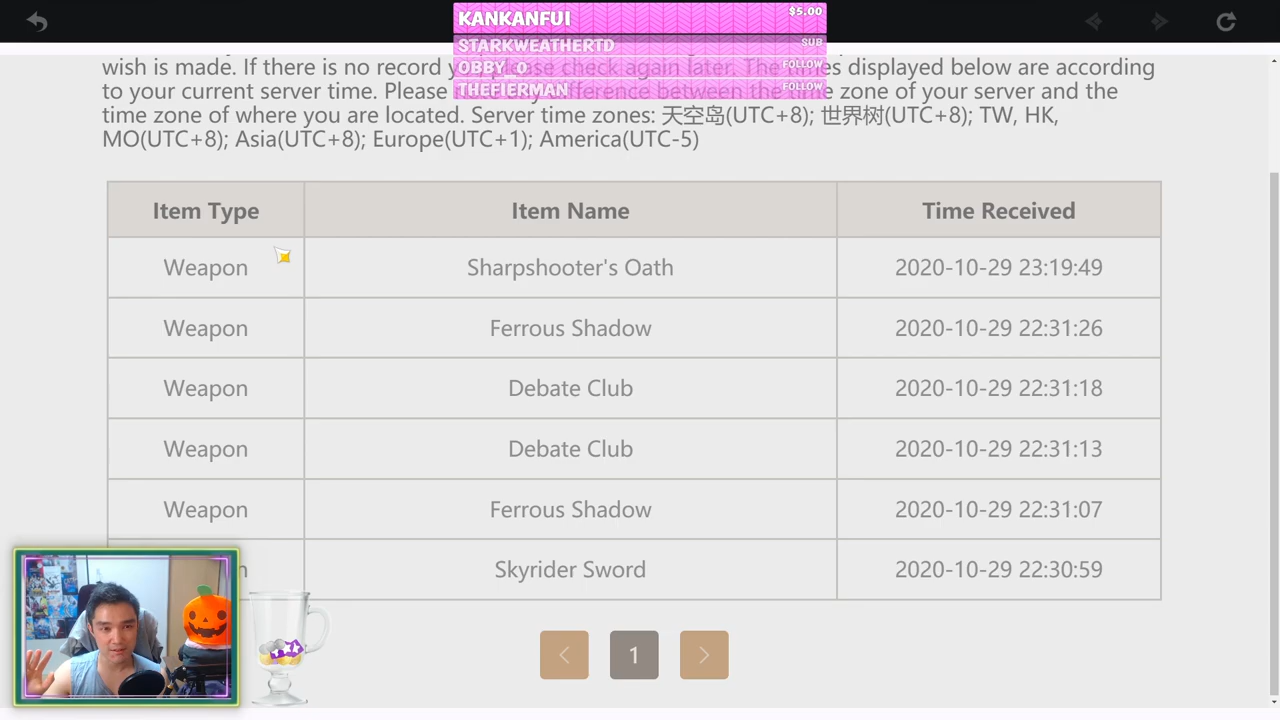 KANKANFUI $5.00
STARKWEATHERTD SUB
OBBY_0 FOLLOW
THEFIERMAN FOLLOW
wish is made. If there is no record you please check again later. The times displayed below are according
to your current server time. Please note any difference between the time zone of your server and the
time zone of where you are located. Server time zones: 天空岛(UTC+8); 世界树(UTC+8); TW, HK,
MO(UTC+8); Asia(UTC+8); Europe(UTC+1); America(UTC-5)
Item Type Item Name Time Received
Weapon Sharpshooter's Oath 2020-10-29 23:19:49
Weapon Ferrous Shadow 2020-10-29 22:31:26
Weapon Debate Club 2020-10-29 22:31:18
Weapon Debate Club 2020-10-29 22:31:13
Weapon Ferrous Shadow 2020-10-29 22:31:07
Skyrider Sword 2020-10-29 22:30:59
1